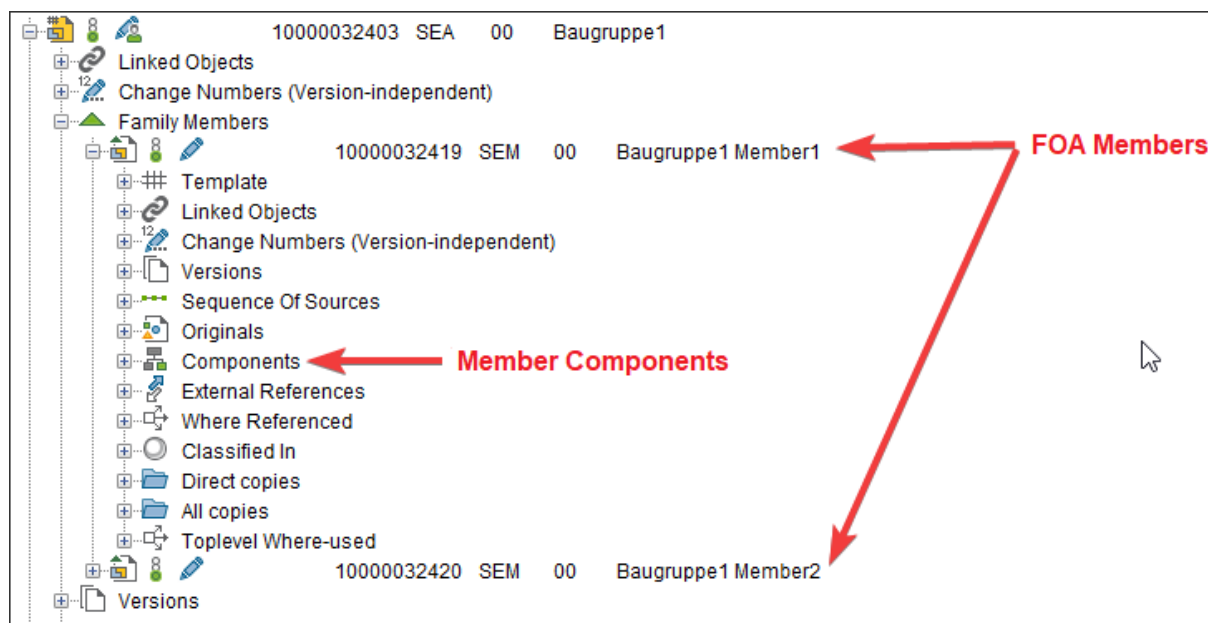 10000032403 SEA 00 Baugruppe1
Linked Objects
12 Change Numbers (Version-independent)
Family Members
10000032419 SEM 00 Baugruppe1 Member1 FOA Members
Template
Linked Objects
12 Change Numbers (Version-independent)
Versions
Sequence Of Sources
Originals
Components Member Components
External References
Where Referenced
Classified In
Direct copies
All copies
Toplevel Where-used
10000032420 SEM 00 Baugruppe1 Member2
Versions